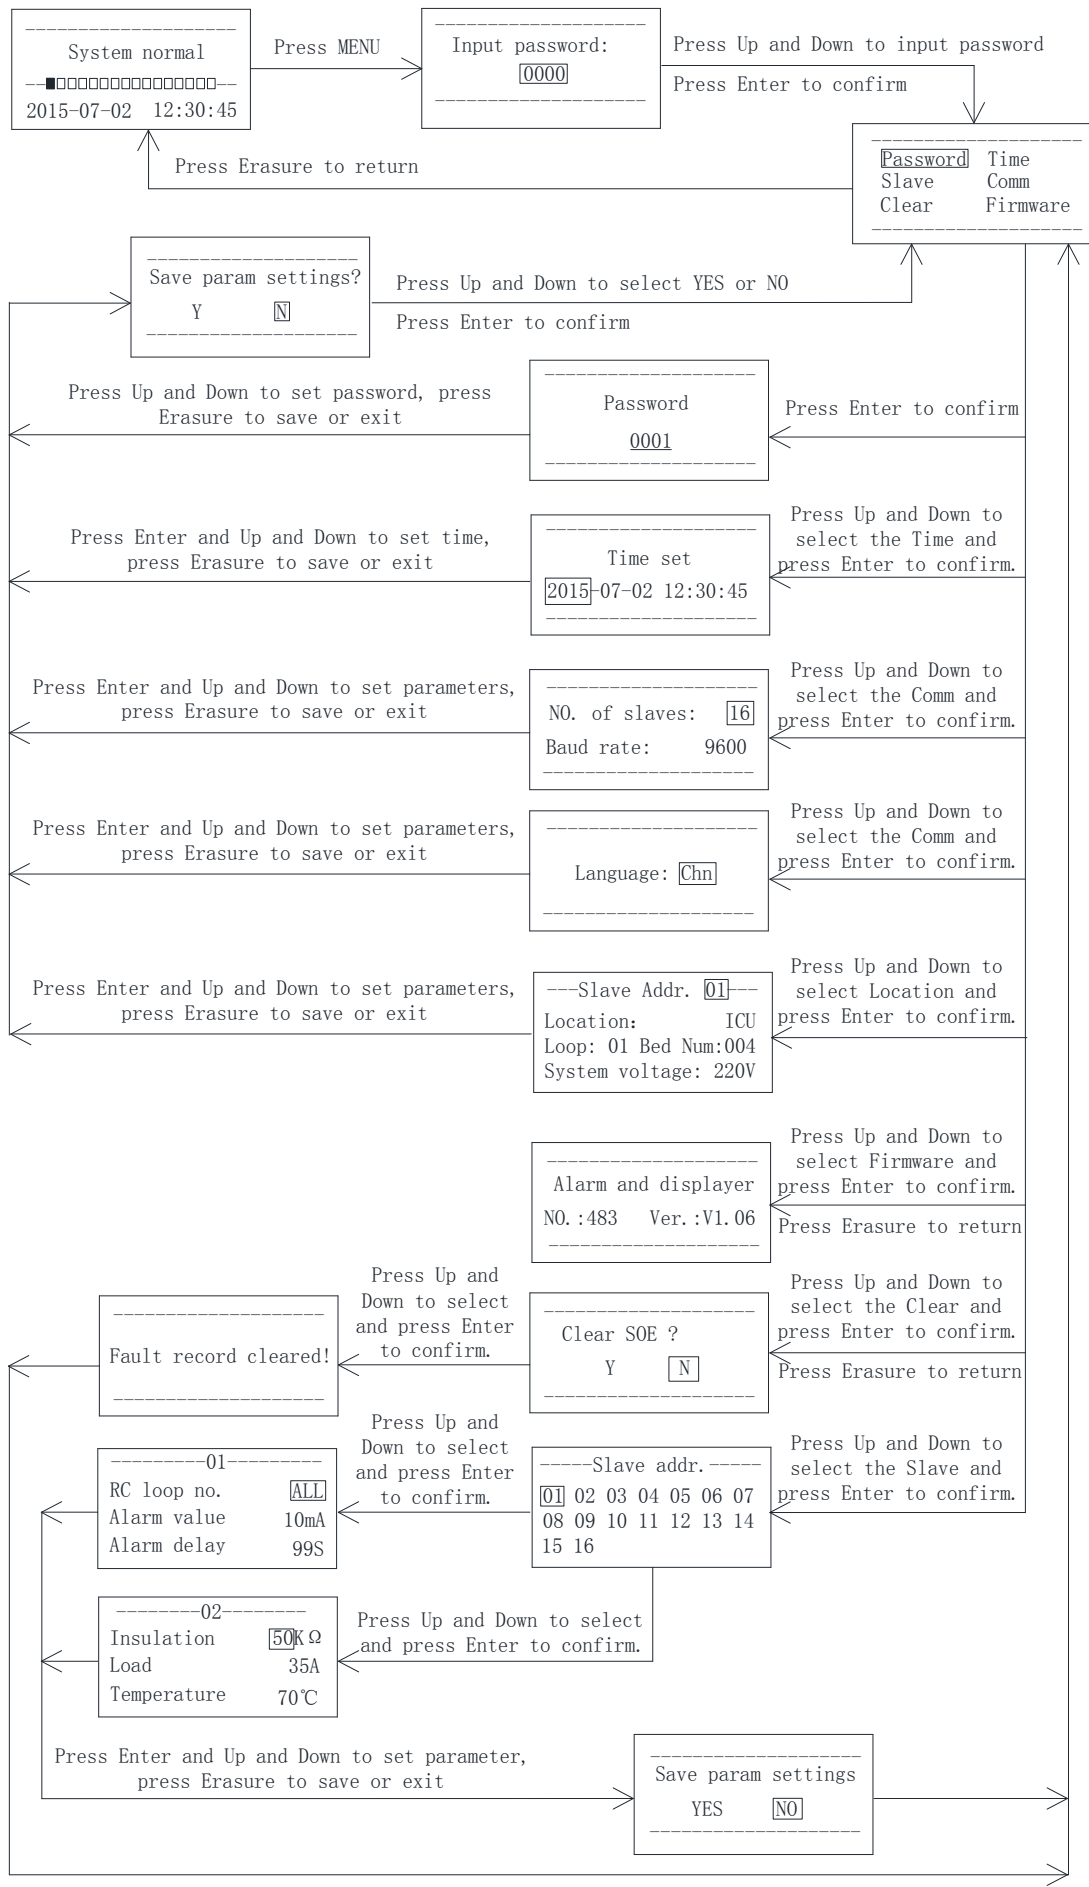 System normal
2015-07-02 12:30:45
Press MENU
Input password:
0000
Press Up and Down to input password
Press Enter to confirm
Password Time
Slave Comm
Clear Firmware
Press Erasure to return
Save param settings?
Y N
Press Up and Down to select YES or NO
Press Enter to confirm
Press Up and Down to set password, press
Erasure to save or exit
Password
0001
Press Enter to confirm
Press Enter and Up and Down to set time,
press Erasure to save or exit
Time set
2015-07-02 12:30:45
Press Up and Down to
select the Time and
press Enter to confirm.
Press Enter and Up and Down to set parameters,
press Erasure to save or exit
NO. of slaves: 16
Baud rate: 9600
Press Up and Down to
select the Comm and
press Enter to confirm.
Press Enter and Up and Down to set parameters,
press Erasure to save or exit
Language: Chn
Press Up and Down to
select the Comm and
press Enter to confirm.
Press Enter and Up and Down to set parameters,
press Erasure to save or exit
---Slave Addr. 01---
Location: ICU
Loop: 01 Bed Num:004
System voltage: 220V
Press Up and Down to
select Location and
press Enter to confirm.
Alarm and displayer
NO.:483 Ver.:V1.06
Press Up and Down to
select Firmware and
press Enter to confirm.
Press Erasure to return
Fault record cleared!
Press Up and
Down to select
and press Enter
to confirm.
Clear SOE ?
Y N
Press Up and Down to
select the Clear and
press Enter to confirm.
Press Erasure to return
---------01---------
RC loop no. ALL
Alarm value 10mA
Alarm delay 99S
Press Up and
Down to select
and press Enter
to confirm.
-----Slave addr.-----
01 02 03 04 05 06 07
08 09 10 11 12 13 14
15 16
Press Up and Down to
select the Slave and
press Enter to confirm.
--------02--------
Insulation 50KΩ
Load 35A
Temperature 70℃
Press Up and Down to select
and press Enter to confirm.
Press Enter and Up and Down to set parameter,
press Erasure to save or exit
Save param settings
YES NO